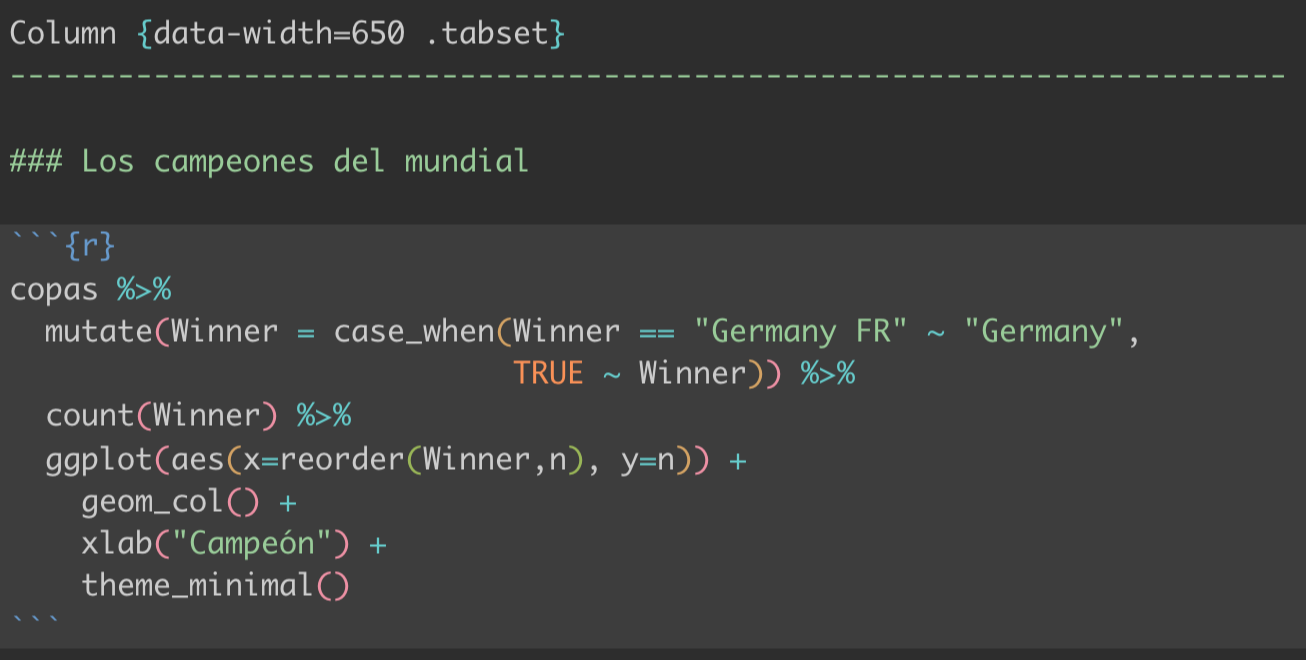 Column {data-width=650 .tabset}
-----------------------------------------------------------------------
### Los campeones del mundial
```{r}
copas %>%
  mutate(Winner = case_when(Winner == "Germany FR" ~ "Germany",
                            TRUE ~ Winner)) %>%
  count(Winner) %>%
  ggplot(aes(x=reorder(Winner,n), y=n)) +
    geom_col() +
    xlab("Campeón") +
    theme_minimal()
```